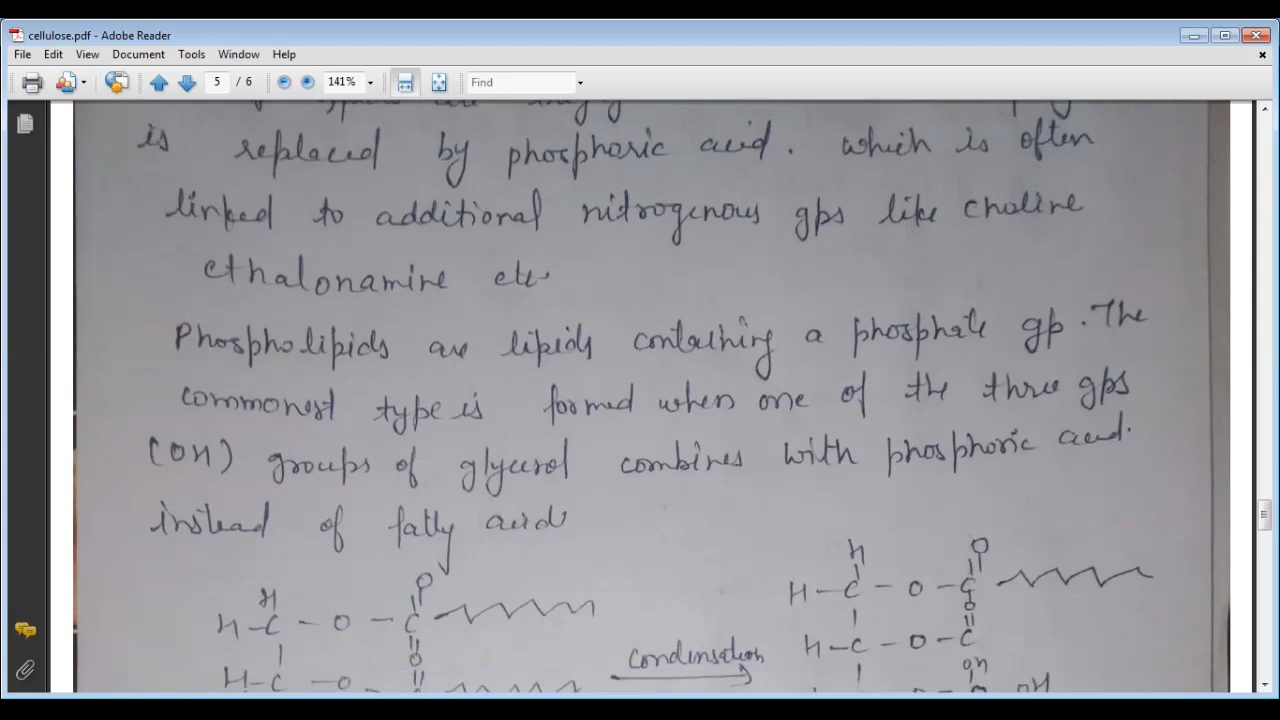 cellulose.pdf - Adobe Reader
File Edit View Document Tools Window Help
5 / 6 141% Find
is replaced by phosphoric acid. which is often
linked to additional nitrogenous gps like choline
ethalonamine etc
Phospholipids are lipids containing a phosphate gp. The
commonest type is formed when one of the three gps
(OH) groups of glycerol combines with phosphoric acid.
instead of fatty acid
H O
H - C - O - C
O
H - C - O
condensation
H O
H - C - O - C
O
H - C - O - C
OH
OH